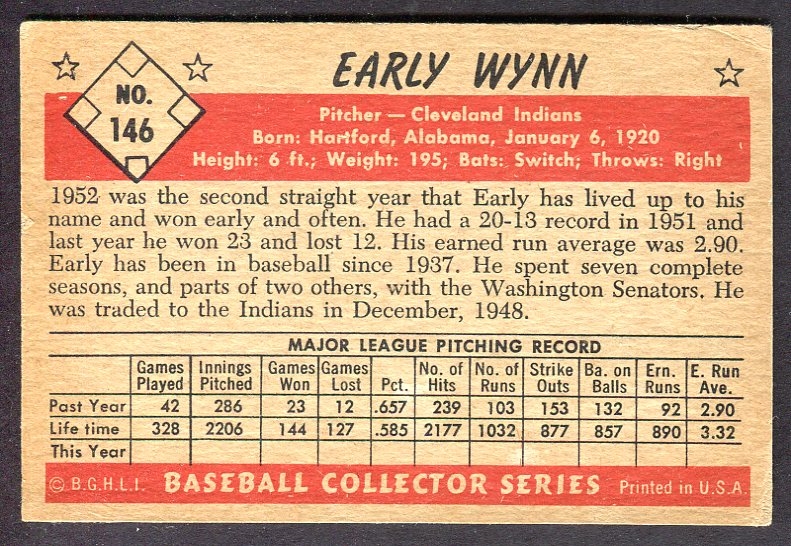 EARLY WYNN
NO.
146
Pitcher — Cleveland Indians
Born: Hartford, Alabama, January 6, 1920
Height: 6 ft.; Weight: 195; Bats: Switch; Throws: Right
1952 was the second straight year that Early has lived up to his
name and won early and often. He had a 20-13 record in 1951 and
last year he won 23 and lost 12. His earned run average was 2.90.
Early has been in baseball since 1937. He spent seven complete
seasons, and parts of two others, with the Washington Senators. He
was traded to the Indians in December, 1948.
MAJOR LEAGUE PITCHING RECORD
Games Innings Games Games No. of No. of Strike Ba. on Ern. E. Run
Played Pitched Won Lost Pct. Hits Runs Outs Balls Runs Ave.
Past Year 42 286 23 12 .657 239 103 153 132 92 2.90
Life time 328 2206 144 127 .585 2177 1032 877 857 890 3.32
This Year
© B.G.H.L.I. BASEBALL COLLECTOR SERIES Printed in U.S.A.